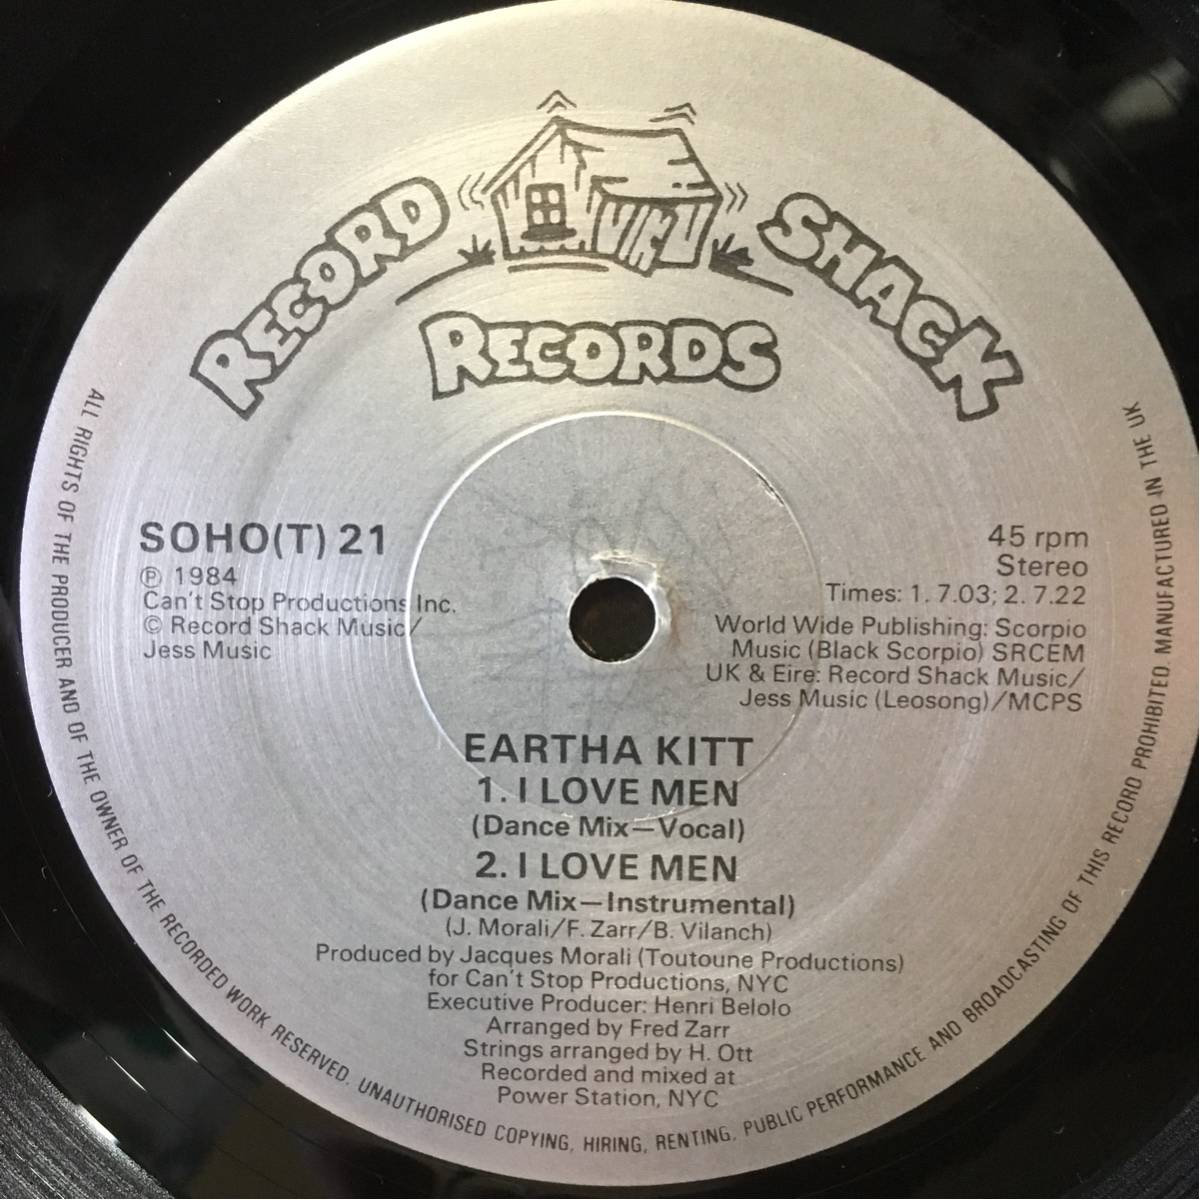 RECORD SHACK
RECORDS
SOHO(T) 21
℗ 1984
Can't Stop Productions Inc.
© Record Shack Music/
Jess Music
45 rpm
Stereo
Times: 1. 7.03; 2. 7.22
World Wide Publishing: Scorpio
Music (Black Scorpio) SRCEM
UK & Eire: Record Shack Music/
Jess Music (Leosong)/MCPS
EARTHA KITT
1. I LOVE MEN
(Dance Mix—Vocal)
2. I LOVE MEN
(Dance Mix—Instrumental)
(J. Morali/F. Zarr/B. Vilanch)
Produced by Jacques Morali (Toutoune Productions)
for Can't Stop Productions, NYC
Executive Producer: Henri Belolo
Arranged by Fred Zarr
Strings arranged by H. Ott
Recorded and mixed at
Power Station, NYC
ALL RIGHTS OF THE PRODUCER AND OF THE OWNER OF THE RECORDED WORK RESERVED. UNAUTHORISED COPYING, HIRING, RENTING, PUBLIC PERFORMANCE AND BROADCASTING OF THIS RECORD PROHIBITED. MANUFACTURED IN THE UK